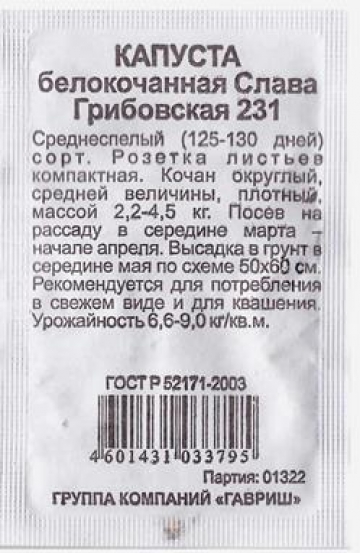 КАПУСТА
белокочанная Слава
Грибовская 231
Среднеспелый (125-130 дней)
сорт. Розетка листьев
компактная. Кочан округлый,
средней величины, плотный,
массой 2,2-4,5 кг. Посев на
рассаду в середине марта –
начале апреля. Высадка в грунт в
середине мая по схеме 50х60 см.
Рекомендуется для потребления
в свежем виде и для квашения.
Урожайность 6,6-9,0 кг/кв.м.
ГОСТ Р 52171-2003
4 601431 033795
Партия: 01322
ГРУППА КОМПАНИЙ «ГАВРИШ»